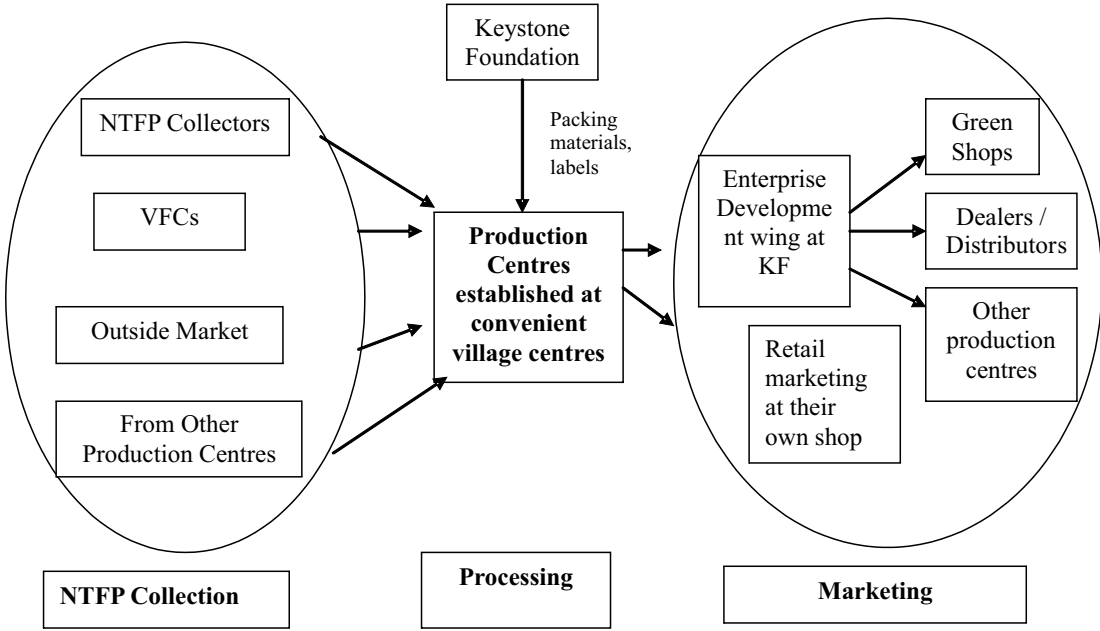 Keystone
Foundation
NTFP Collectors
VFCs
Outside Market
From Other
Production Centres
Packing
materials,
labels
Production
Centres
established at
convenient
village centres
Enterprise
Developme
nt wing at
KF
Green
Shops
Dealers /
Distributors
Other
production
centres
Retail
marketing
at their
own shop
NTFP Collection
Processing
Marketing